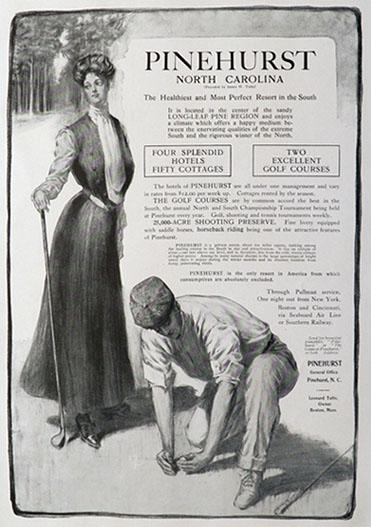 PINEHURST
NORTH CAROLINA
(Founded by James W. Tufts)
The Healthiest and Most Perfect Resort in the South
It is located in the center of the sandy
LONG-LEAF PINE REGION and enjoys
a climate which offers a happy medium be-
tween the enervating qualities of the extreme
South and the rigorous winter of the North.
FOUR SPLENDID
HOTELS
FIFTY COTTAGES
TWO
EXCELLENT
GOLF COURSES
The hotels of PINEHURST are all under one management and vary
in rates from per week up. Cottages rented by the season.
THE GOLF COURSES are by common accord the best in the
South, the annual North and South Championship Tournament being held
at Pinehurst every year. Golf, shooting and tennis tournaments weekly.
25,000-ACRE SHOOTING PRESERVE. Fine livery equipped
with saddle horses, horseback riding being one of the attractive features
of Pinehurst.
PINEHURST is a
PINEHURST is the only resort in America from which
consumptives are absolutely excluded.
Through Pullman service.
One night out from New York,
Boston and Cincinnati,
via Seaboard Air Line
or Southern Railway.
PINEHURST
General Office
Pinehurst, N. C.
Leonard Tufts,
Owner
Boston, Mass.